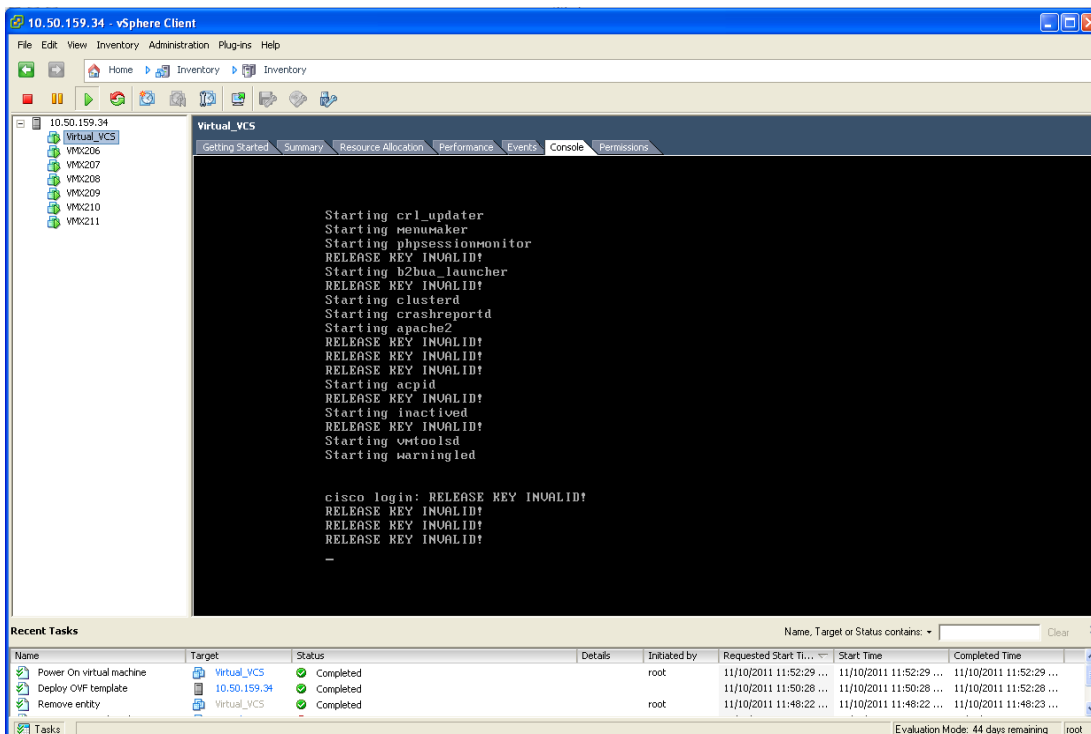 10.50.159.34 - vSphere Client
File Edit View Inventory Administration Plug-ins Help
Home Inventory Inventory
10.50.159.34
Virtual_VCS
VMX206
VMX207
VMX208
VMX209
VMX210
VMX211
Virtual_VCS
Getting Started Summary Resource Allocation Performance Events Console Permissions
Starting crl_updater
Starting menumaker
Starting phpsessionmonitor
RELEASE KEY INVALID!
Starting b2bua_launcher
RELEASE KEY INVALID!
Starting clusterd
Starting crashreportd
Starting apache2
RELEASE KEY INVALID!
RELEASE KEY INVALID!
RELEASE KEY INVALID!
Starting acpid
RELEASE KEY INVALID!
Starting inactived
RELEASE KEY INVALID!
Starting vmtoolsd
Starting warningled
cisco login: RELEASE KEY INVALID!
RELEASE KEY INVALID!
RELEASE KEY INVALID!
RELEASE KEY INVALID!
_
Recent Tasks Name, Target or Status contains: Clear
Name Target Status Details Initiated by Requested Start Ti... Start Time Completed Time
Power On virtual machine Virtual_VCS Completed root 11/10/2011 11:52:29 ... 11/10/2011 11:52:29 ... 11/10/2011 11:52:29 ...
Deploy OVF template 10.50.159.34 Completed 11/10/2011 11:50:28 ... 11/10/2011 11:50:28 ... 11/10/2011 11:52:28 ...
Remove entity Virtual_VCS Completed root 11/10/2011 11:48:22 ... 11/10/2011 11:48:22 ... 11/10/2011 11:48:23 ...
Tasks Evaluation Mode: 44 days remaining root